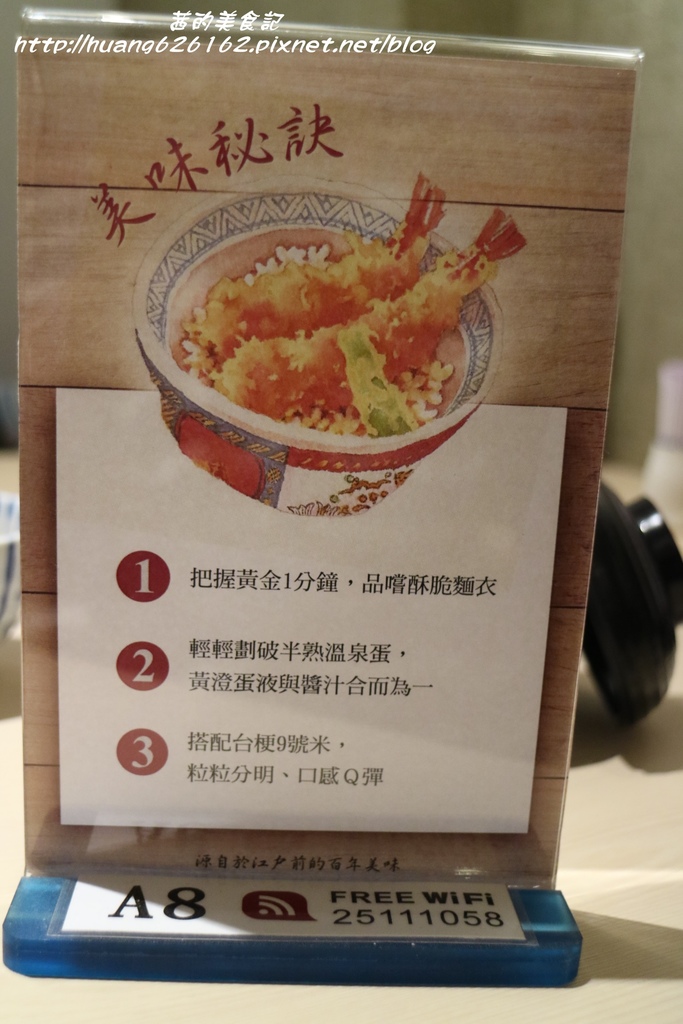 茜的美食記
http://huang626162.pixnet.net/blog
美味秘訣
1 把握黃金1分鐘，品嚐酥脆麵衣
2 輕輕劃破半熟溫泉蛋，
黃澄蛋液與醬汁合而為一
3 搭配台梗9號米，
粒粒分明、口感Ｑ彈
源自於江戶前的百年美味
A8 FREE WiFi
25111058